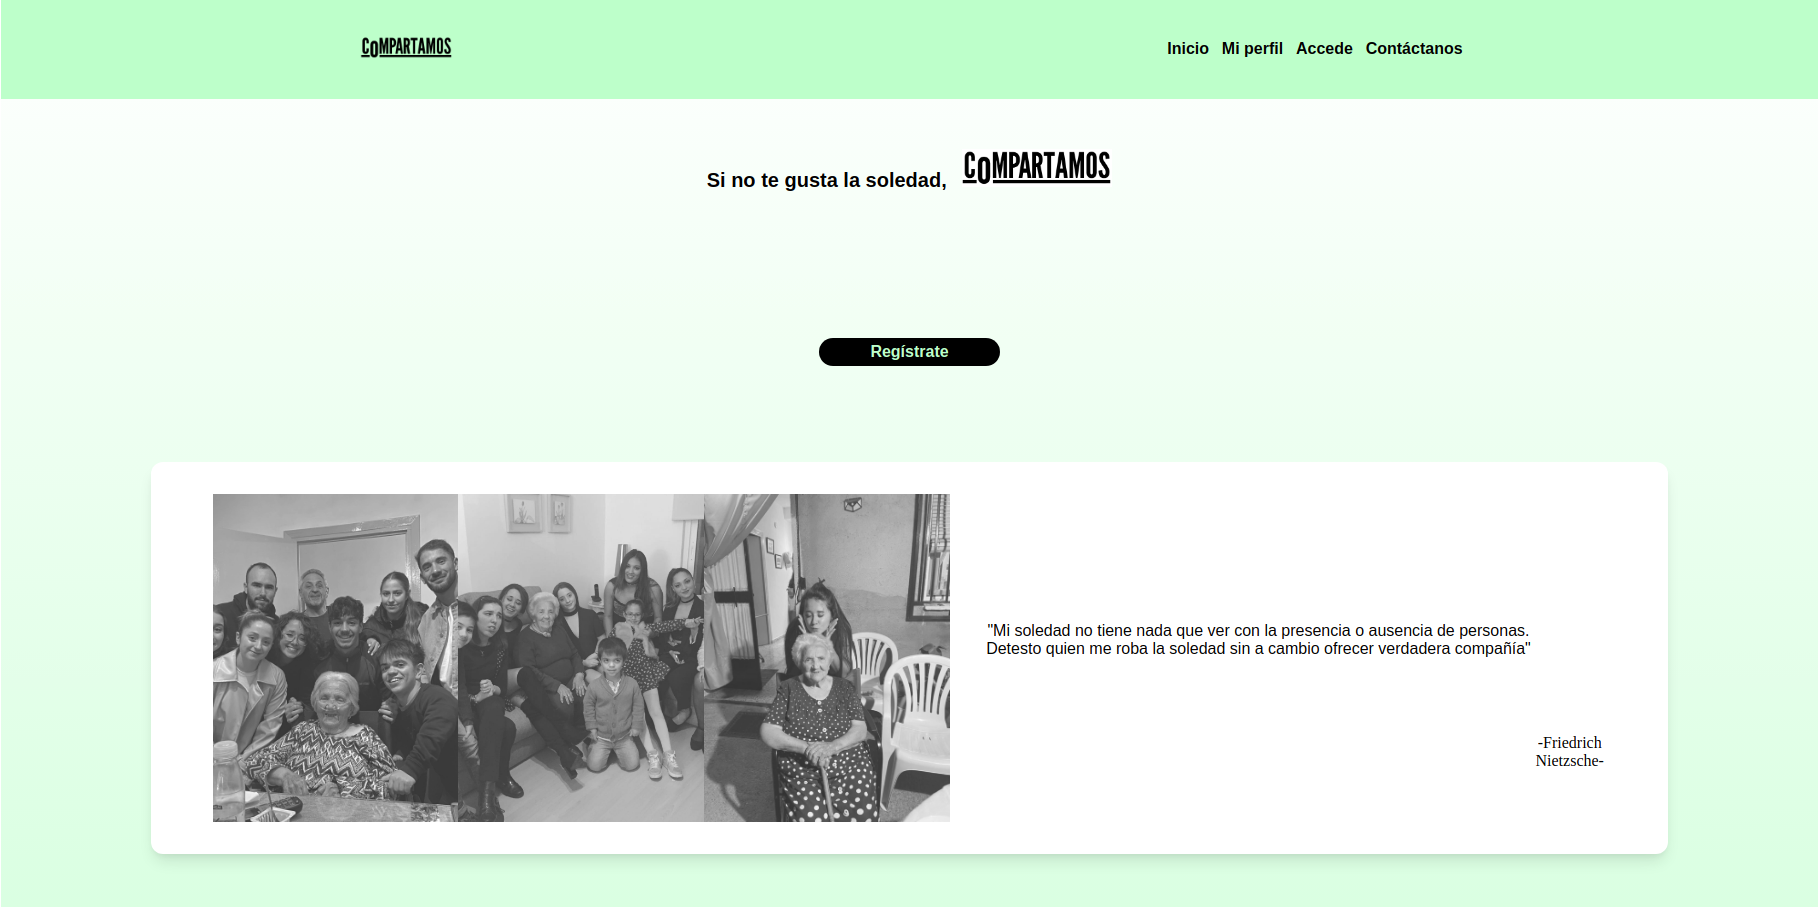 COMPARTAMOS
Inicio Mi perfil Accede Contáctanos
Si no te gusta la soledad, COMPARTAMOS
Regístrate
"Mi soledad no tiene nada que ver con la presencia o ausencia de personas.
Detesto quien me roba la soledad sin a cambio ofrecer verdadera compañía"
-Friedrich
Nietzsche-